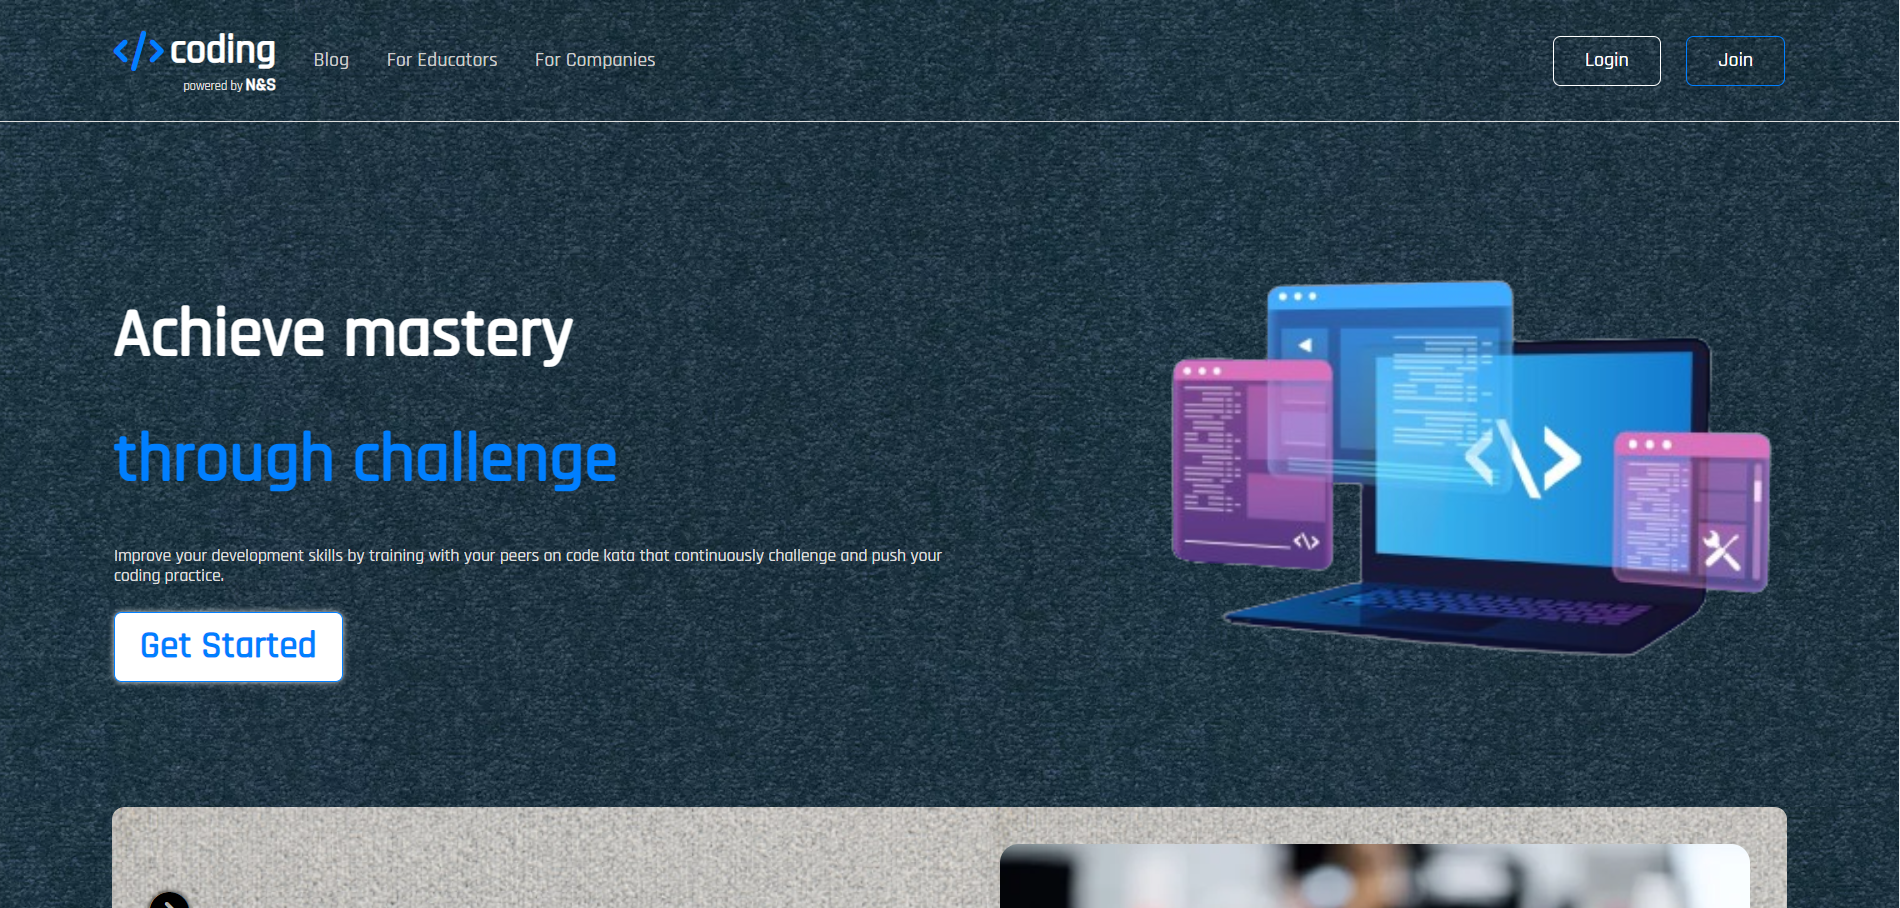 </> coding
powered by N&S
Blog
For Educators
For Companies
Login
Join
Achieve mastery
through challenge
Improve your development skills by training with your peers on code kata that continuously challenge and push your
coding practice.
Get Started
<\>
</>